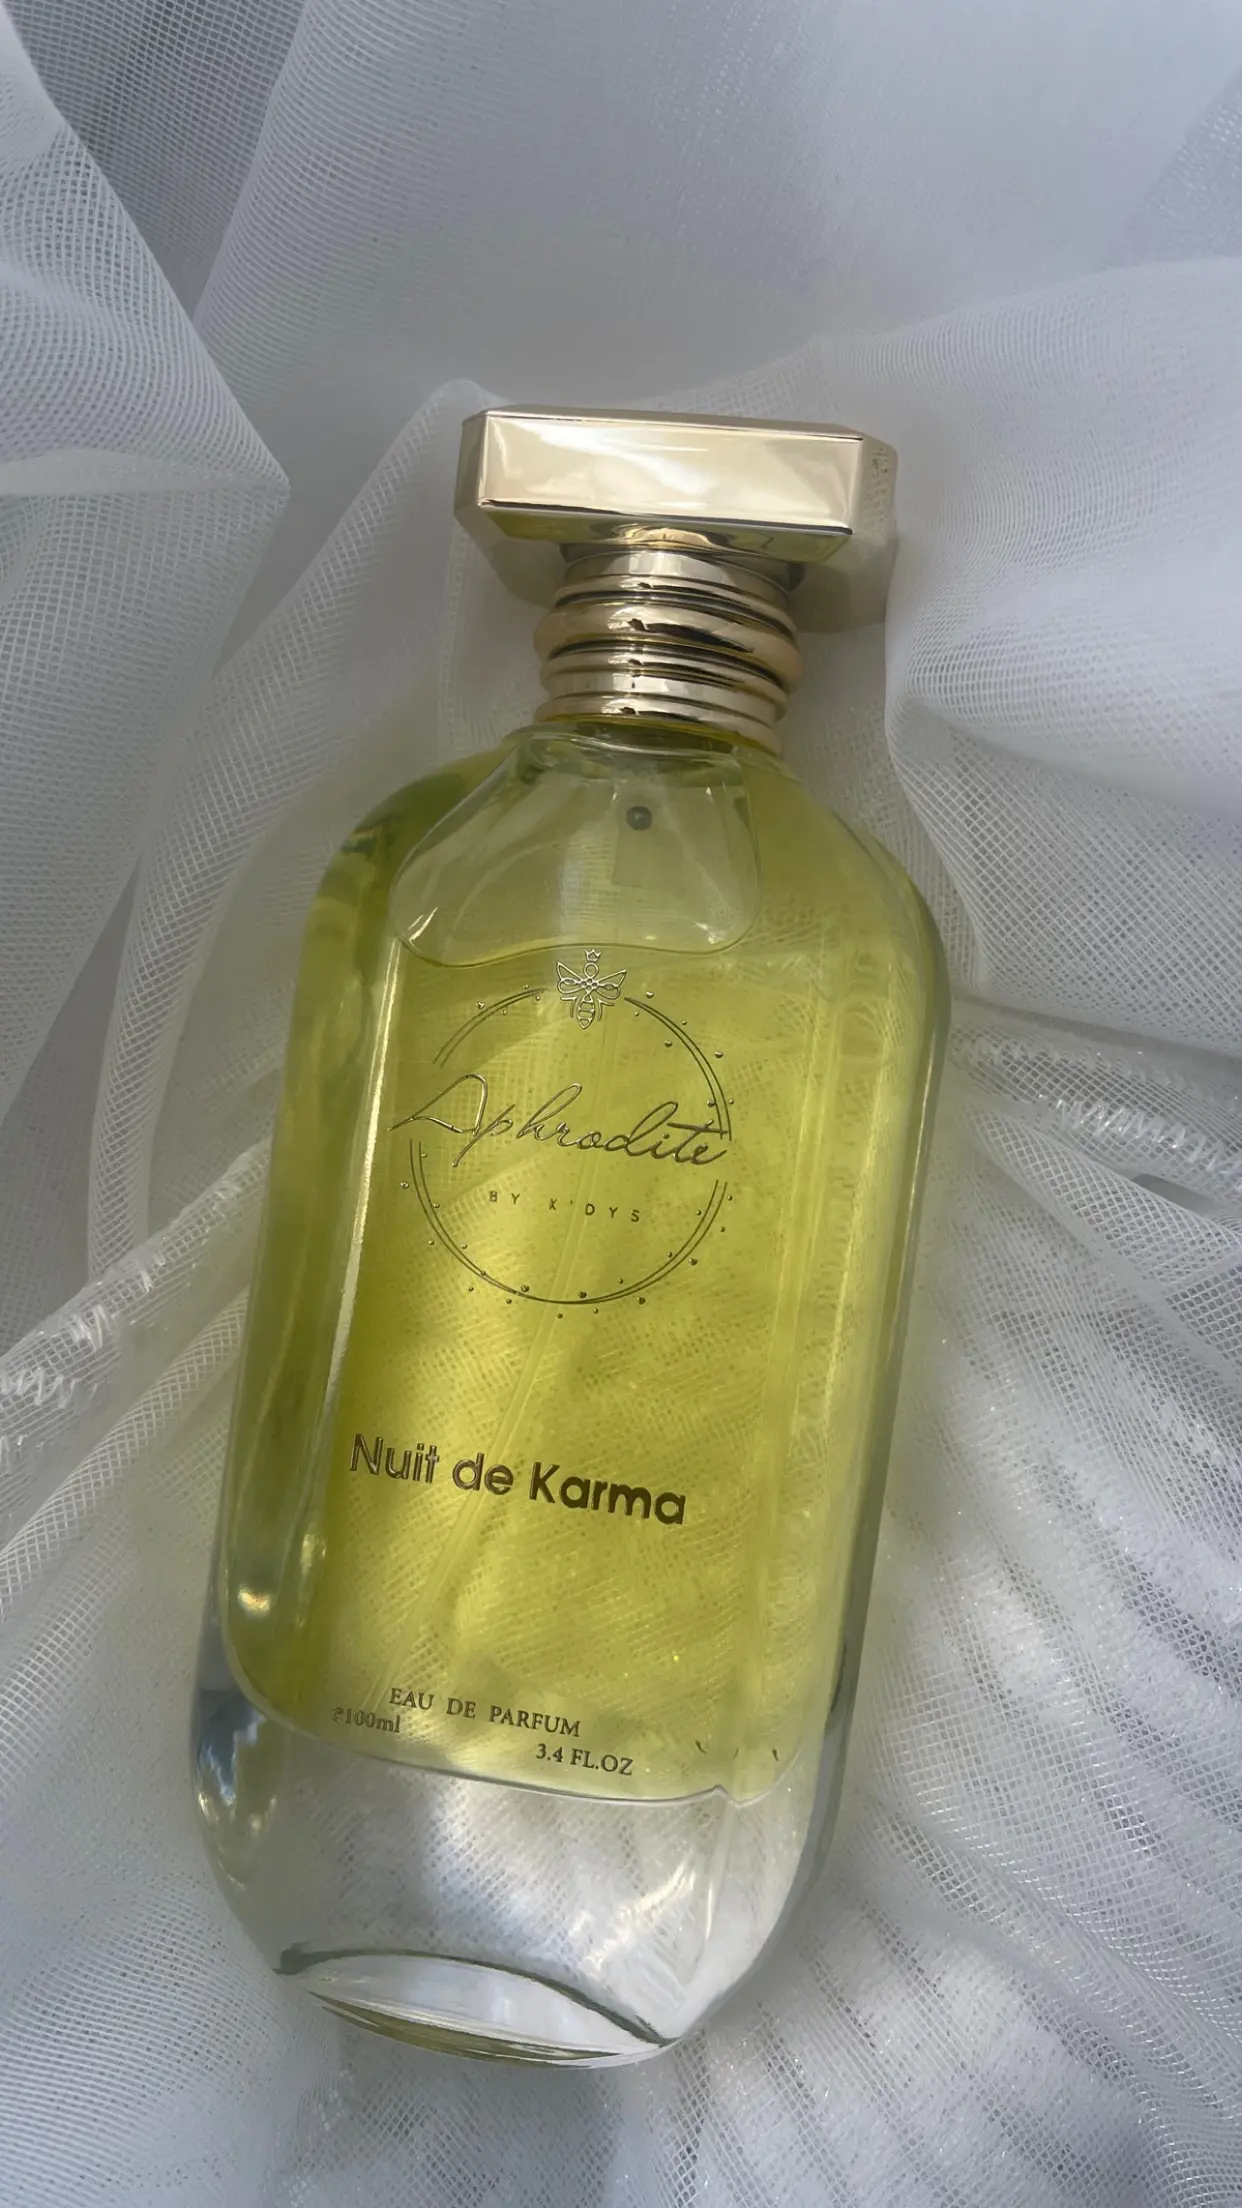 Aphrodite
BY K'DYS
Nuit de Karma
EAU DE PARFUM
100ml
3.4 FL.OZ